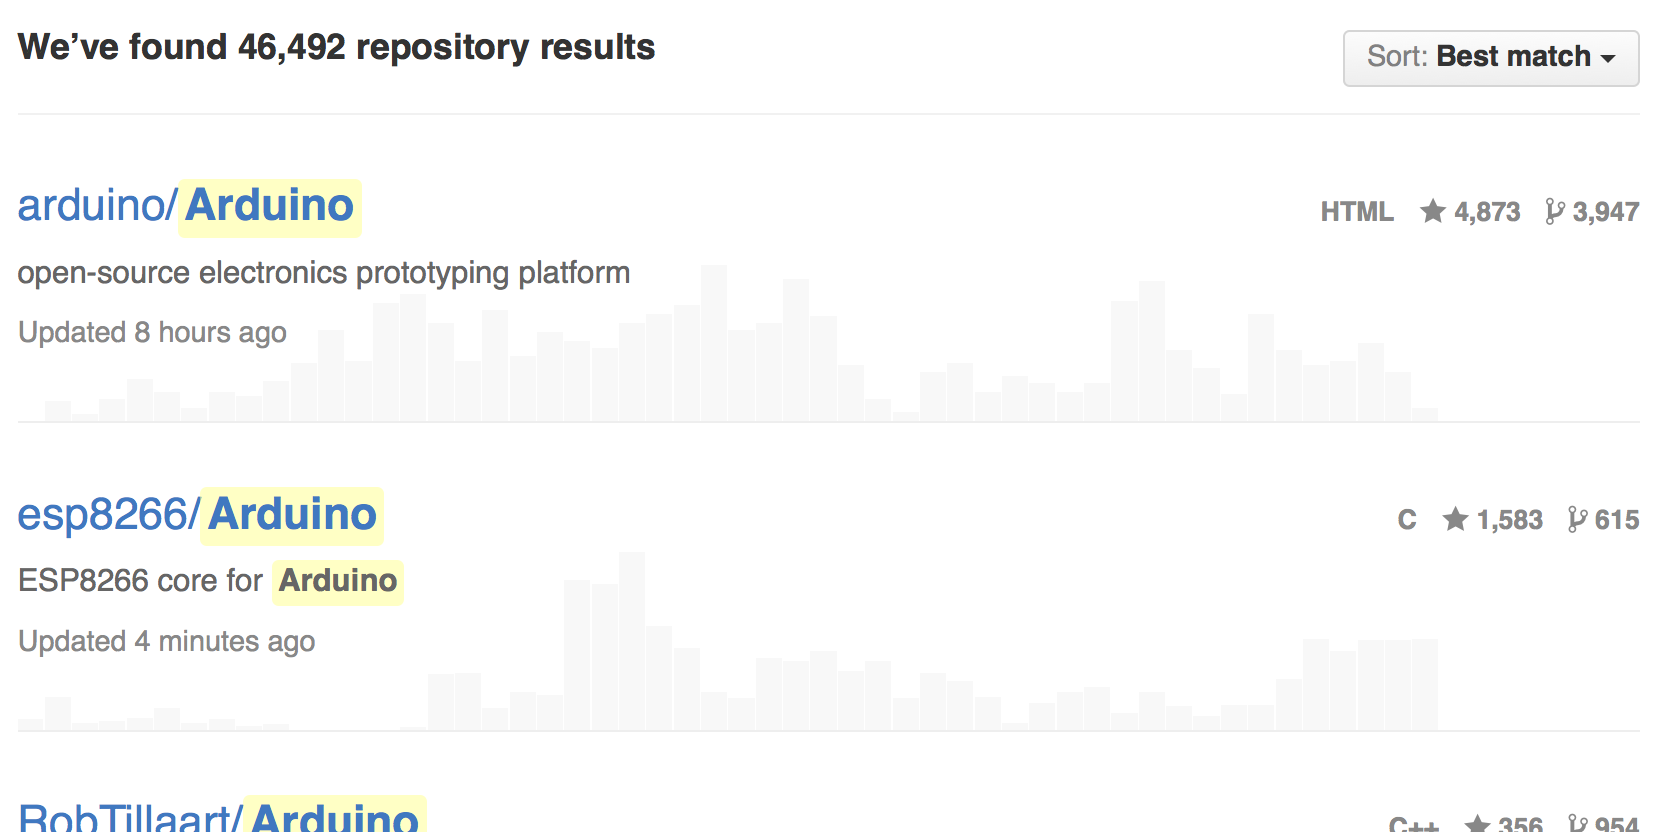 We’ve found 46,492 repository results
Sort: Best match
arduino/Arduino
HTML 4,873 3,947
open-source electronics prototyping platform
Updated 8 hours ago
esp8266/Arduino
C 1,583 615
ESP8266 core for Arduino
Updated 4 minutes ago
RobTillaart/Arduino
C++ 356 954